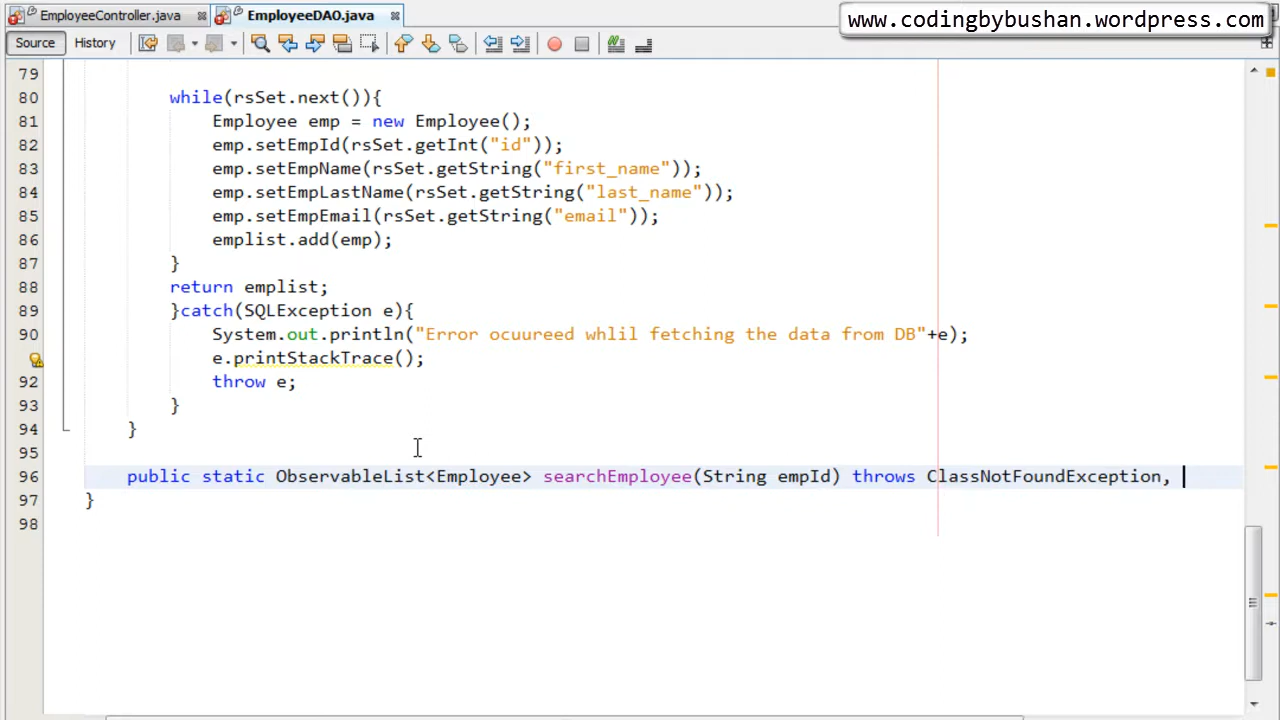 EmployeeController.java EmployeeDAO.java
www.codingbybushan.wordpress.com
Source History
79
80 while(rsSet.next()){
81 Employee emp = new Employee();
82 emp.setEmpId(rsSet.getInt("id"));
83 emp.setEmpName(rsSet.getString("first_name"));
84 emp.setEmpLastName(rsSet.getString("last_name"));
85 emp.setEmpEmail(rsSet.getString("email"));
86 emplist.add(emp);
87 }
88 return emplist;
89 }catch(SQLException e){
90 System.out.println("Error ocuureed whlil fetching the data from DB"+e);
e.printStackTrace();
92 throw e;
93 }
94 }
95
96 public static ObservableList<Employee> searchEmployee(String empId) throws ClassNotFoundException,
97 }
98